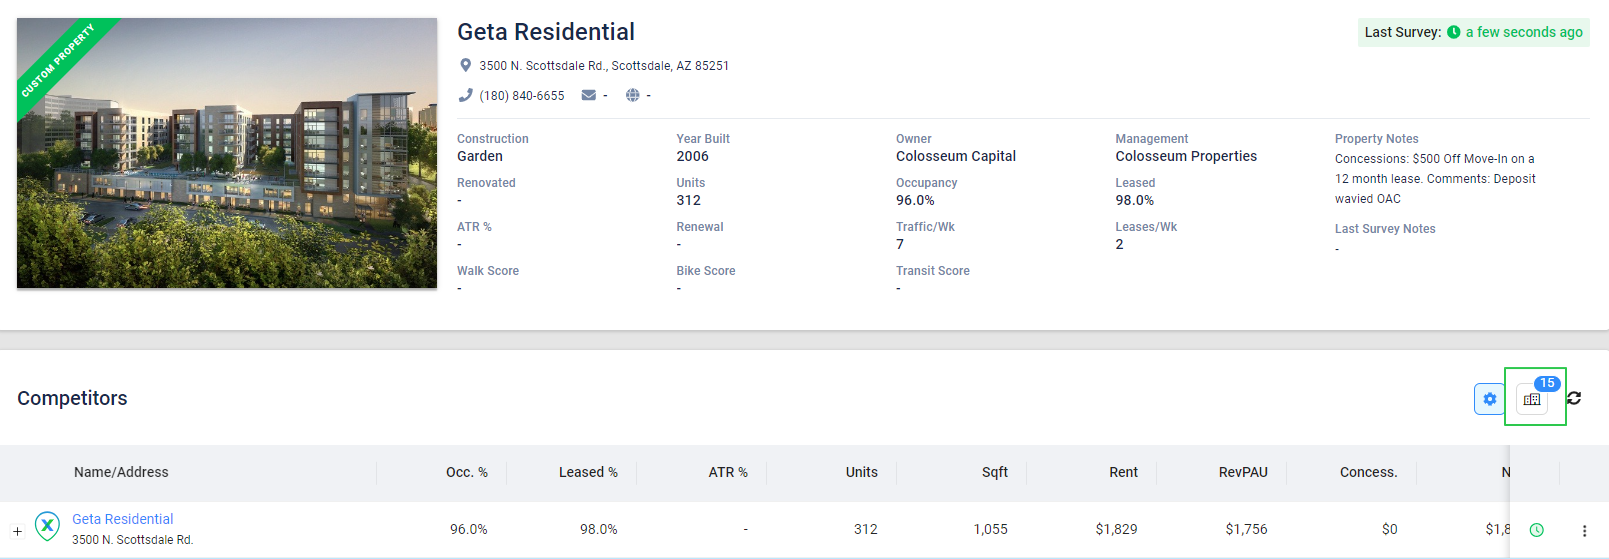 CUSTOM PROPERTY
Geta Residential
Last Survey: a few seconds ago
3500 N. Scottsdale Rd., Scottsdale, AZ 85251
(180) 840-6655 - -
Construction Year Built Owner Management Property Notes
Garden 2006 Colosseum Capital Colosseum Properties Concessions: $500 Off Move-In on a
12 month lease. Comments: Deposit
wavied OAC
Renovated Units Occupancy Leased
- 312 96.0% 98.0%
ATR % Renewal Traffic/Wk Leases/Wk Last Survey Notes
- - 7 2 -
Walk Score Bike Score Transit Score
- - -
Competitors 15
Name/Address Occ. % Leased % ATR % Units Sqft Rent RevPAU Concess. N
+ Geta Residential 96.0% 98.0% - 312 1,055 $1,829 $1,756 $0 $1,8
3500 N. Scottsdale Rd.